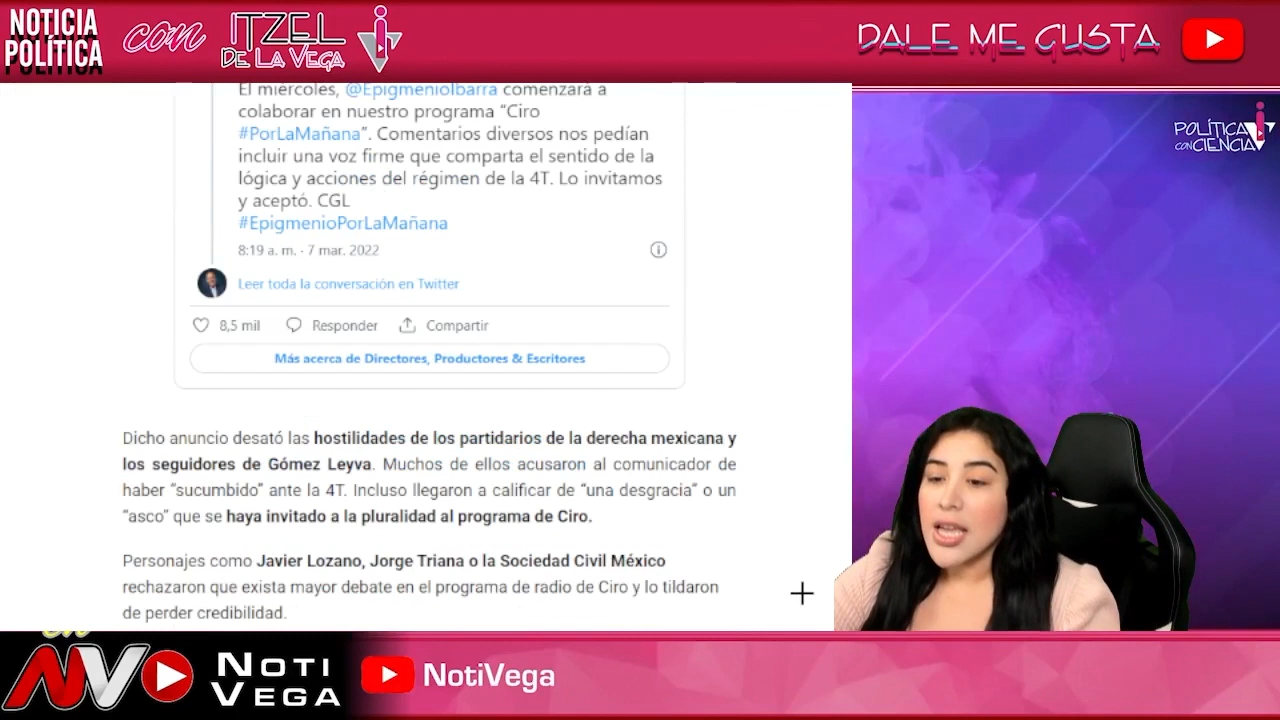 NOTICIA
POLÍTICA
con
ITZEL
DE LA VEGA
DALE ME GUSTA
El miércoles, @EpigmenioIbarra comenzará a
colaborar en nuestro programa "Ciro
#PorLaMañana". Comentarios diversos nos pedían
incluir una voz firme que comparta el sentido de la
lógica y acciones del régimen de la 4T. Lo invitamos
y aceptó. CGL
#EpigmenioPorLaMañana
8:19 a. m. · 7 mar. 2022
Leer toda la conversación en Twitter
8,5 mil Responder Compartir
Más acerca de Directores, Productores & Escritores
Dicho anuncio desató las hostilidades de los partidarios de la derecha mexicana y
los seguidores de Gómez Leyva. Muchos de ellos acusaron al comunicador de
haber "sucumbido" ante la 4T. Incluso llegaron a calificar de "una desgracia" o un
"asco" que se haya invitado a la pluralidad al programa de Ciro.
Personajes como Javier Lozano, Jorge Triana o la Sociedad Civil México
rechazaron que exista mayor debate en el programa de radio de Ciro y lo tildaron
de perder credibilidad.
POLÍTICA
CON CIENCIA
en
NV
NOTI
VEGA
NotiVega